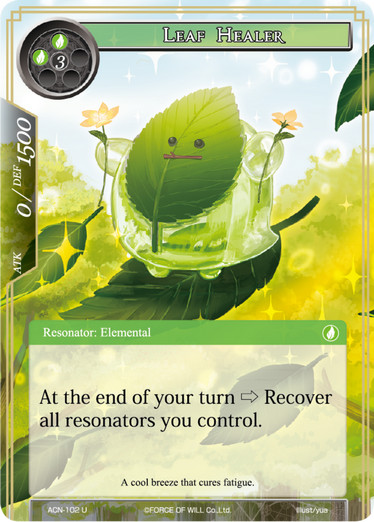 Leaf Healer
3
ATK 0 / DEF 1500
Resonator: Elemental
At the end of your turn ⇨ Recover
all resonators you control.
A cool breeze that cures fatigue.
ACN-102 U ©FORCE OF WILL Co.,Ltd. Illust/yua